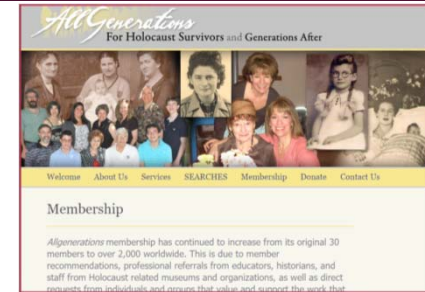 AllGenerations
For Holocaust Survivors and Generations After
Welcome About Us Services SEARCHES Membership Donate Contact Us
Membership
Allgenerations membership has continued to increase from its original 30
members to over 2,000 worldwide. This is due to member
recommendations, professional referrals from educators, historians, and
staff from Holocaust related museums and organizations, as well as direct
requests from individuals and groups that value and support the work that